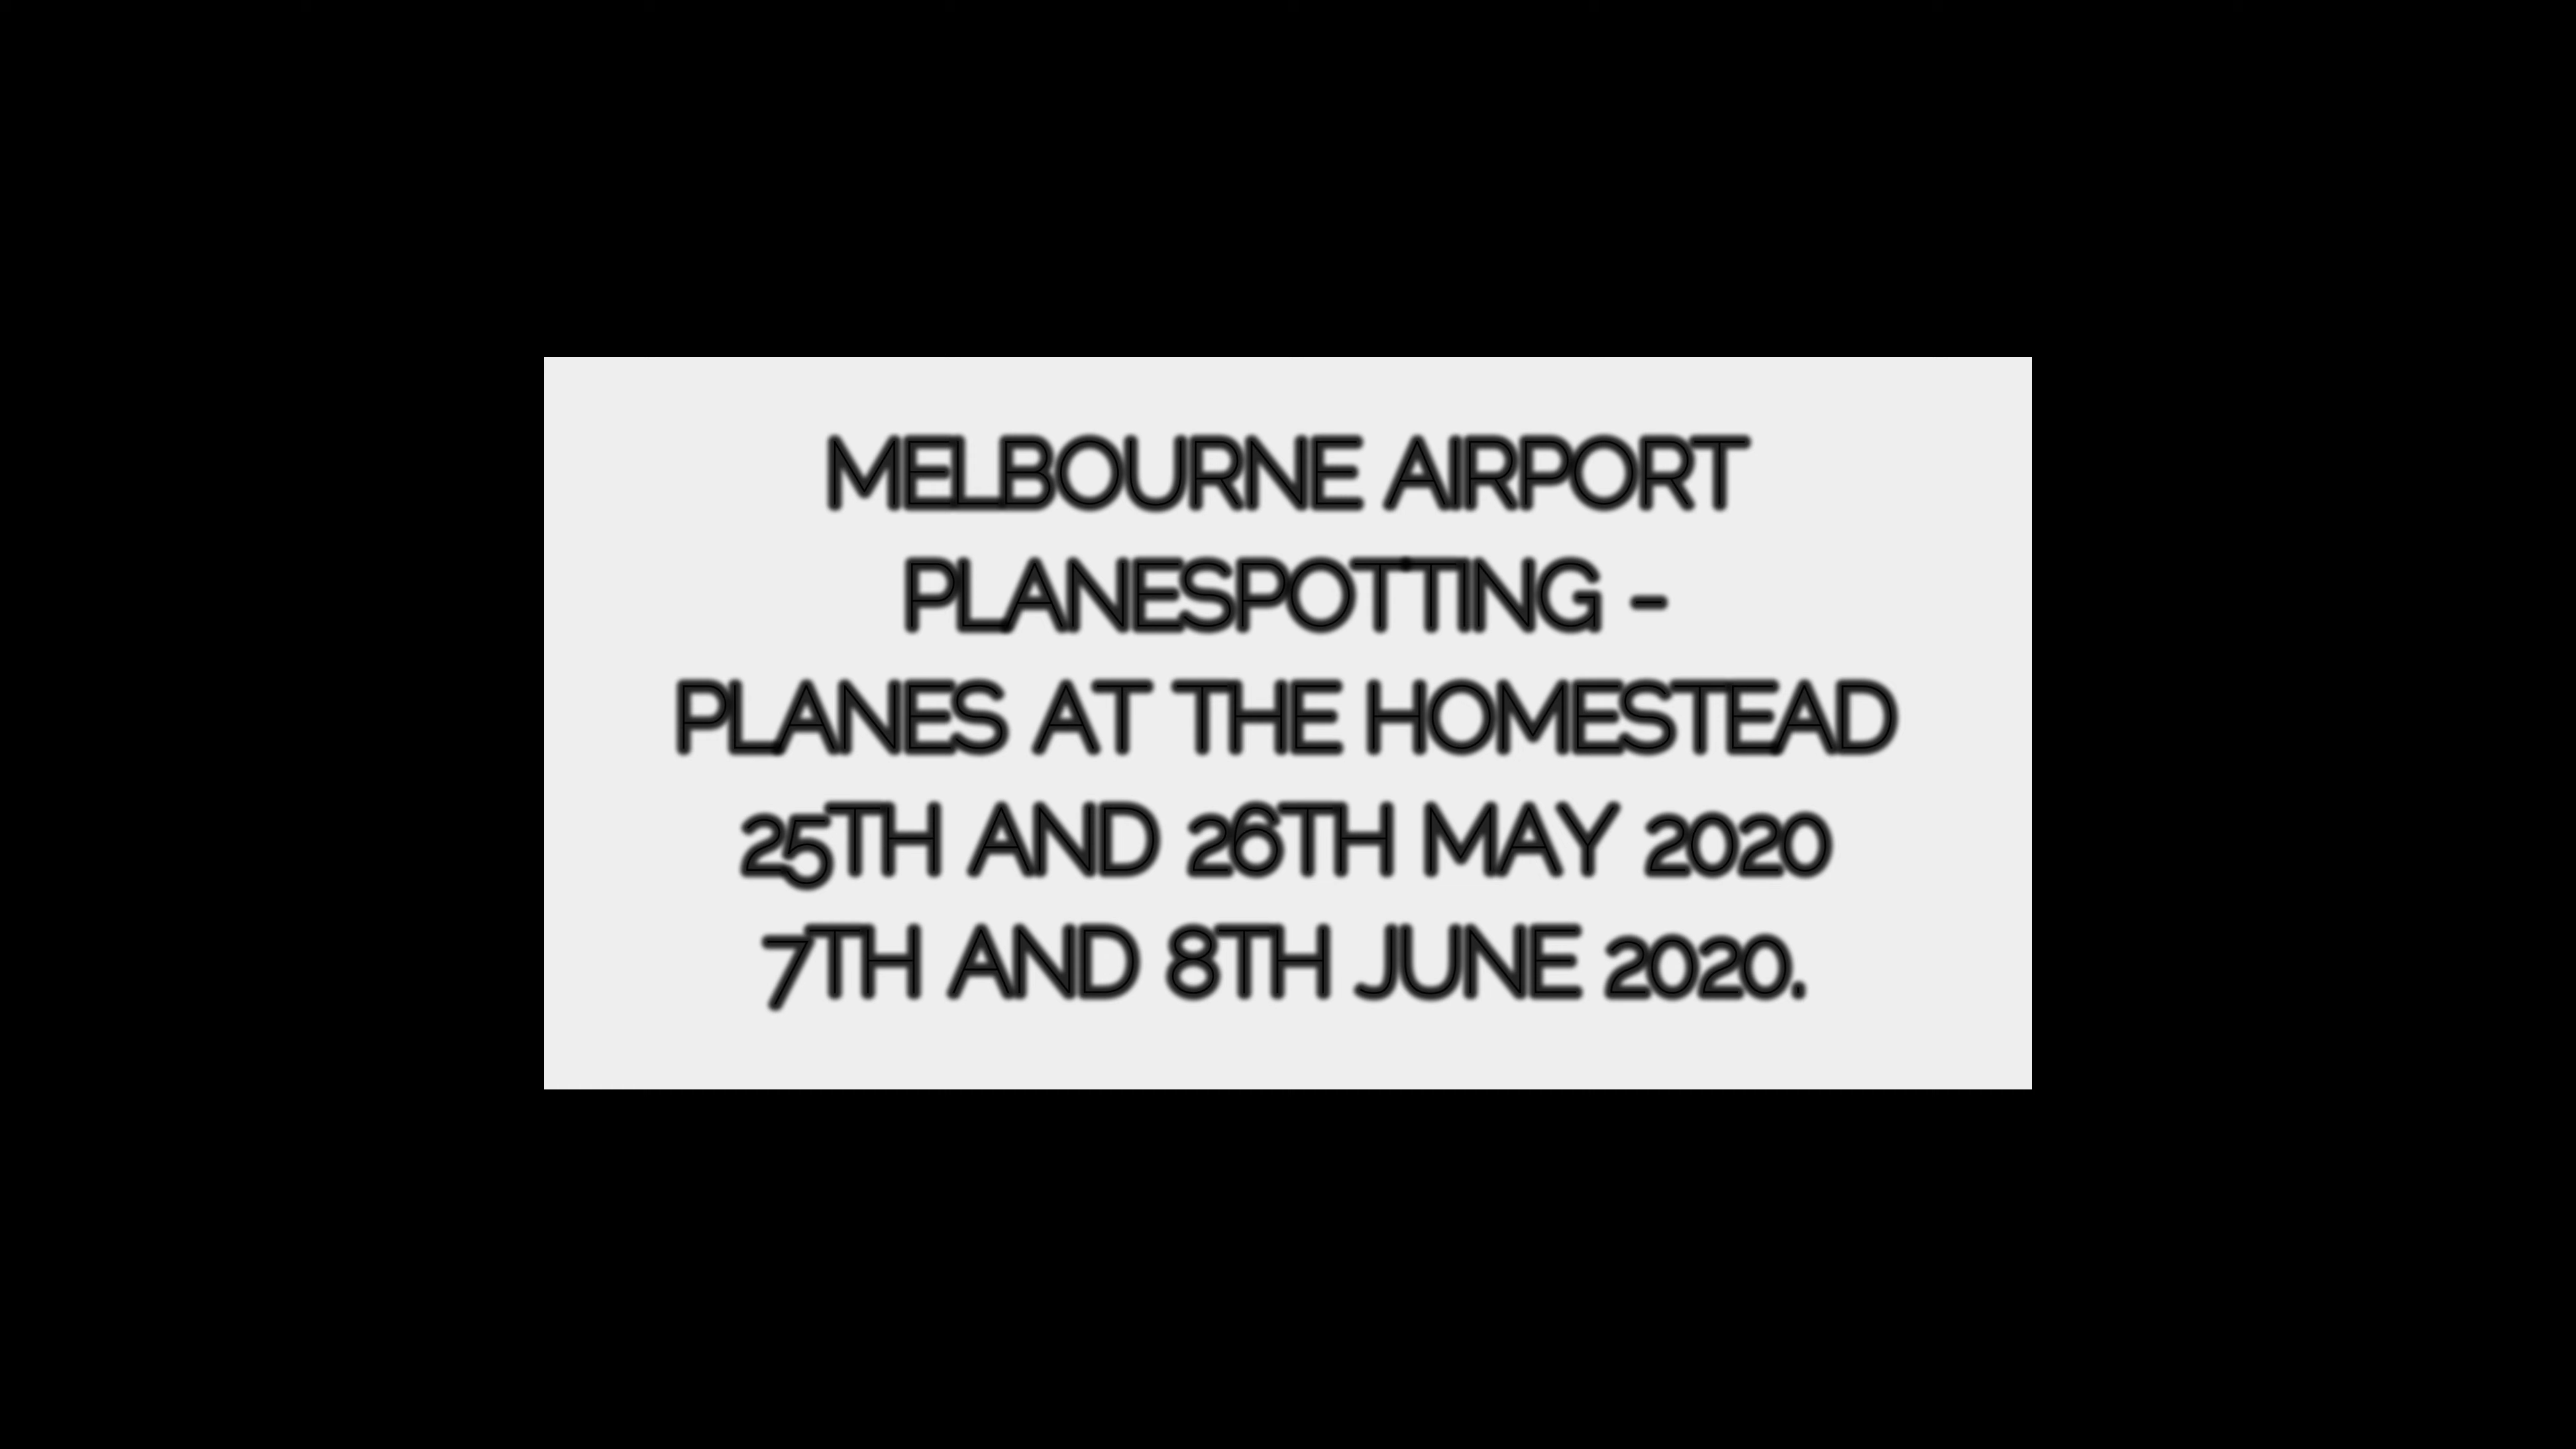 MELBOURNE AIRPORT
PLANESPOTTING -
PLANES AT THE HOMESTEAD
25TH AND 26TH MAY 2020
7TH AND 8TH JUNE 2020.